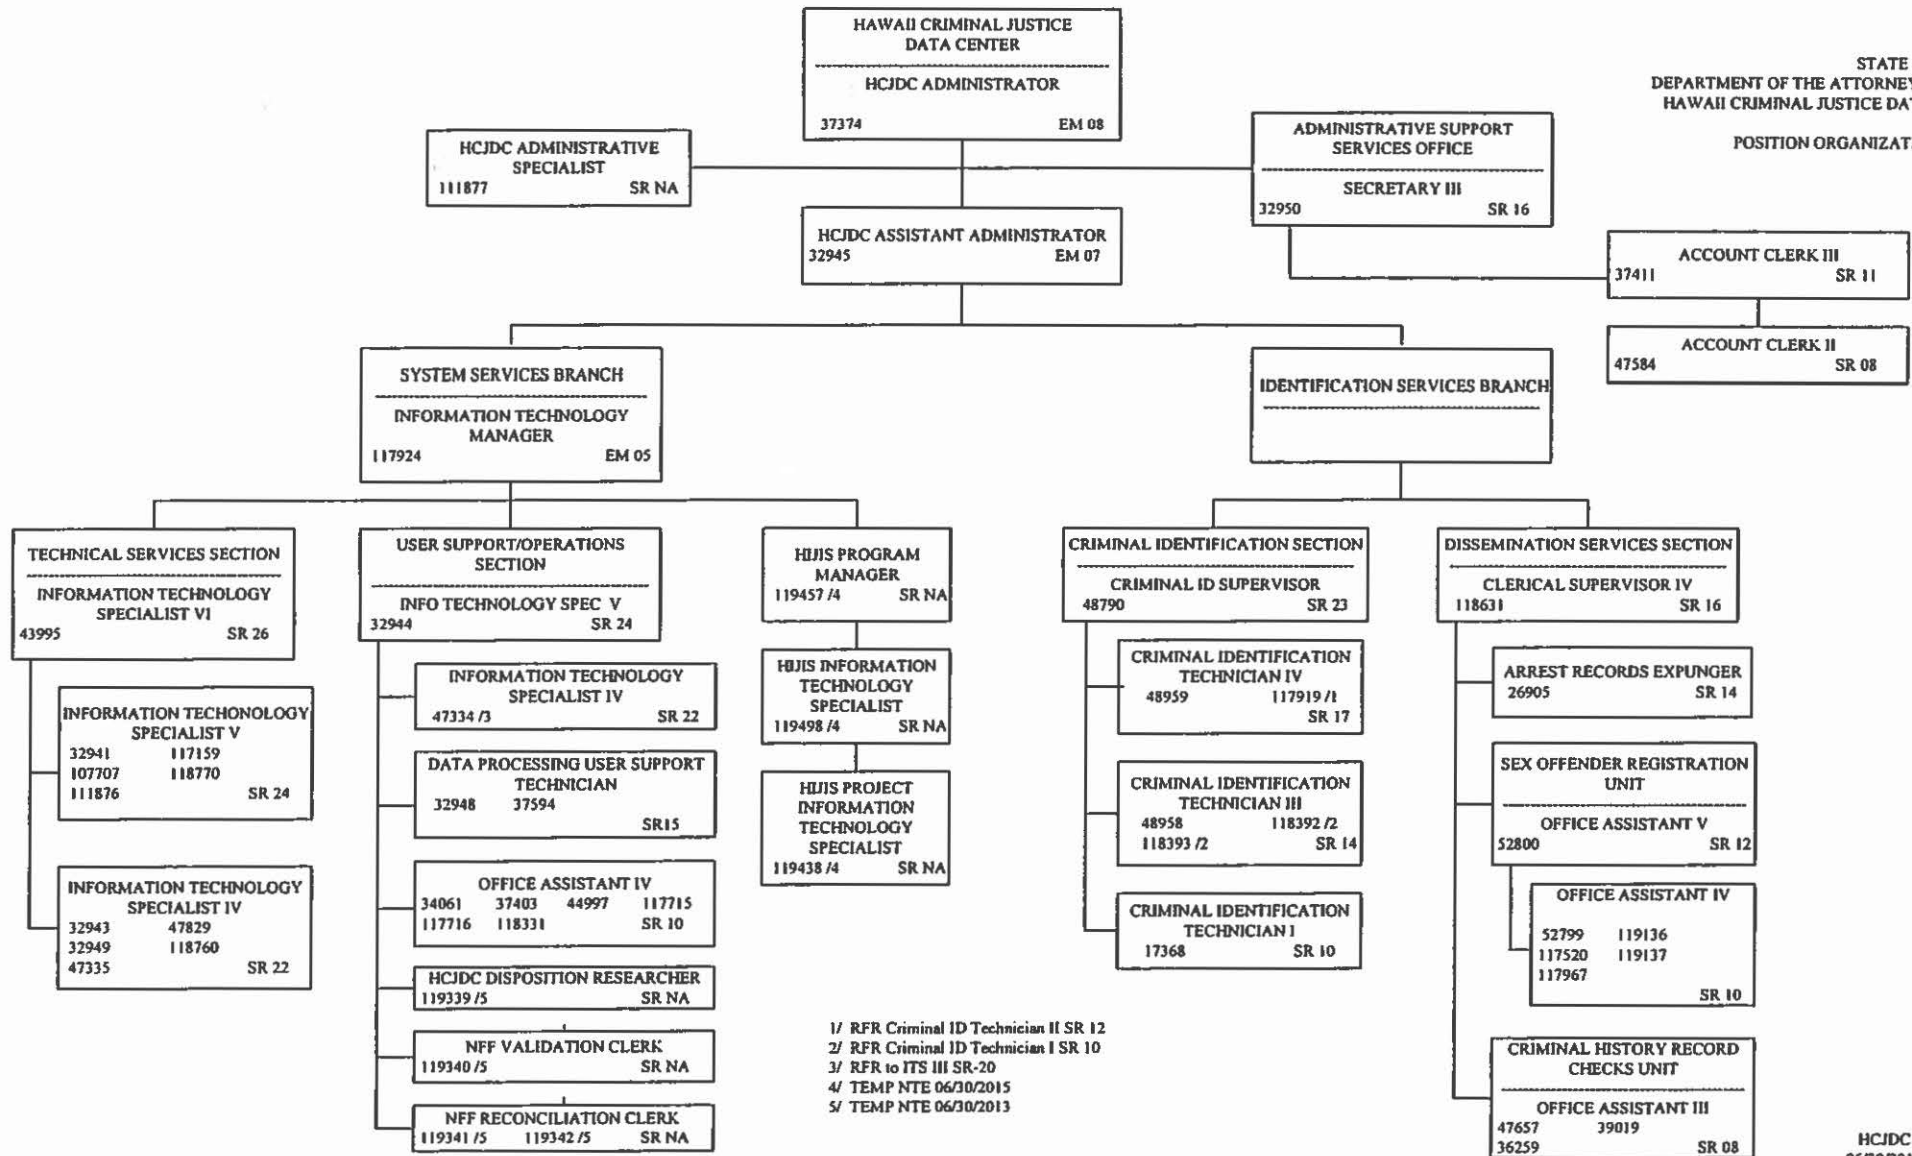 HAWAII CRIMINAL JUSTICE
DATA CENTER
HCJDC ADMINISTRATOR
37374 EM 08
STATE
DEPARTMENT OF THE ATTORNEY
HAWAII CRIMINAL JUSTICE DAT
POSITION ORGANIZAT
HCJDC ADMINISTRATIVE
SPECIALIST
111877 SR NA
ADMINISTRATIVE SUPPORT
SERVICES OFFICE
SECRETARY III
32950 SR 16
HCJDC ASSISTANT ADMINISTRATOR
32945 EM 07
ACCOUNT CLERK III
37411 SR 11
ACCOUNT CLERK II
47584 SR 08
SYSTEM SERVICES BRANCH
INFORMATION TECHNOLOGY
MANAGER
117924 EM 05
IDENTIFICATION SERVICES BRANCH
TECHNICAL SERVICES SECTION
INFORMATION TECHNOLOGY
SPECIALIST VI
43995 SR 26
INFORMATION TECHONOLOGY
SPECIALIST V
32941 117159
107707 118770
111876 SR 24
INFORMATION TECHNOLOGY
SPECIALIST IV
32943 47829
32949 118760
47335 SR 22
USER SUPPORT/OPERATIONS
SECTION
INFO TECHNOLOGY SPEC V
32944 SR 24
INFORMATION TECHNOLOGY
SPECIALIST IV
47334 /3 SR 22
DATA PROCESSING USER SUPPORT
TECHNICIAN
32948 37594
SR15
OFFICE ASSISTANT IV
34061 37403 44997 117715
117716 118331 SR 10
HCJDC DISPOSITION RESEARCHER
119339 /5 SR NA
NFF VALIDATION CLERK
119340 /5 SR NA
NFF RECONCILIATION CLERK
119341 /5 119342 /5 SR NA
HIJIS PROGRAM
MANAGER
119457 /4 SR NA
HIJIS INFORMATION
TECHNOLOGY
SPECIALIST
119498 /4 SR NA
HIJIS PROJECT
INFORMATION
TECHNOLOGY
SPECIALIST
119438 /4 SR NA
CRIMINAL IDENTIFICATION SECTION
CRIMINAL ID SUPERVISOR
48790 SR 23
CRIMINAL IDENTIFICATION
TECHNICIAN IV
48959 117919 /1
SR 17
CRIMINAL IDENTIFICATION
TECHNICIAN III
48958 118392 /2
118393 /2 SR 14
CRIMINAL IDENTIFICATION
TECHNICIAN I
17368 SR 10
DISSEMINATION SERVICES SECTION
CLERICAL SUPERVISOR IV
118631 SR 16
ARREST RECORDS EXPUNGER
26905 SR 14
SEX OFFENDER REGISTRATION
UNIT
OFFICE ASSISTANT V
52800 SR 12
OFFICE ASSISTANT IV
52799 119136
117520 119137
117967
SR 10
CRIMINAL HISTORY RECORD
CHECKS UNIT
OFFICE ASSISTANT III
47657 39019
36259 SR 08
1/ RFR Criminal ID Technician II SR 12
2/ RFR Criminal ID Technician I SR 10
3/ RFR to ITS III SR-20
4/ TEMP NTE 06/30/2015
5/ TEMP NTE 06/30/2013
HCJDC